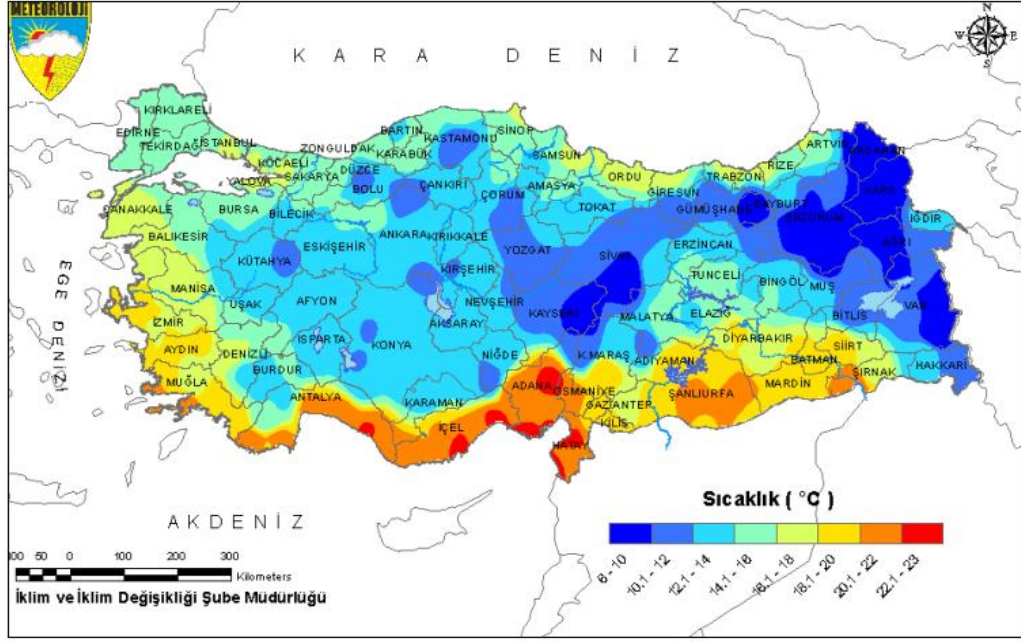 METEOROLOJİ
N
W E
S
KARA DENİZ
KIRKLARELİ
EDİRNE
TEKİRDAĞ
İSTANBUL
KOCAELİ
YALOVA
SAKARYA
ZONGULDAK
DÜZCE
BOLU
BARTIN
KARABÜK
KASTAMONU
SİNOP
SAMSUN
ÇANKIRI
ÇORUM
AMASYA
TOKAT
ORDU
GİRESUN
TRABZON
RİZE
ARTVİN
ARDAHAN
KARS
IĞDIR
GÜMÜŞHANE
BAYBURT
ERZURUM
AĞRI
ÇANAKKALE
BURSA
BİLECİK
BALIKESİR
ESKİŞEHİR
ANKARA
KIRIKKALE
YOZGAT
SİVAS
ERZİNCAN
TUNCELİ
BİNGÖL
MUŞ
KÜTAHYA
KIRŞEHİR
NEVŞEHİR
KAYSERİ
MALATYA
ELAZIĞ
BİTLİS
VAN
EGE DENİZİ
MANİSA
UŞAK
AFYON
AKSARAY
İZMİR
AYDIN
DENİZLİ
ISPARTA
KONYA
NİĞDE
K.MARAŞ
ADIYAMAN
DİYARBAKIR
BATMAN
SİİRT
ŞIRNAK
HAKKARİ
BURDUR
MUĞLA
ANTALYA
KARAMAN
ADANA
OSMANİYE
GAZİANTEP
ŞANLIURFA
MARDİN
İÇEL
KİLİS
HATAY
AKDENİZ
Sıcaklık ( °C )
6 - 10
10.1 - 12
12.1 - 14
14.1 - 16
16.1 - 18
18.1 - 20
20.1 - 22
22.1 - 23
100 50 0 100 200 300
Kilometers
İklim ve İklim Değişikliği Şube Müdürlüğü